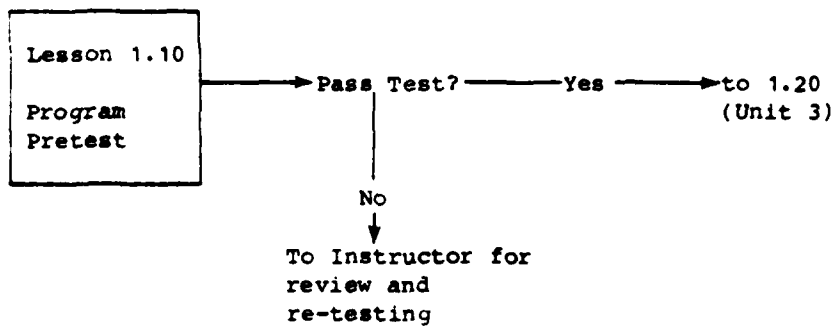 Lesson 1.10
Program
Pretest
Pass Test? Yes to 1.20
(Unit 3)
No
To Instructor for
review and
re-testing